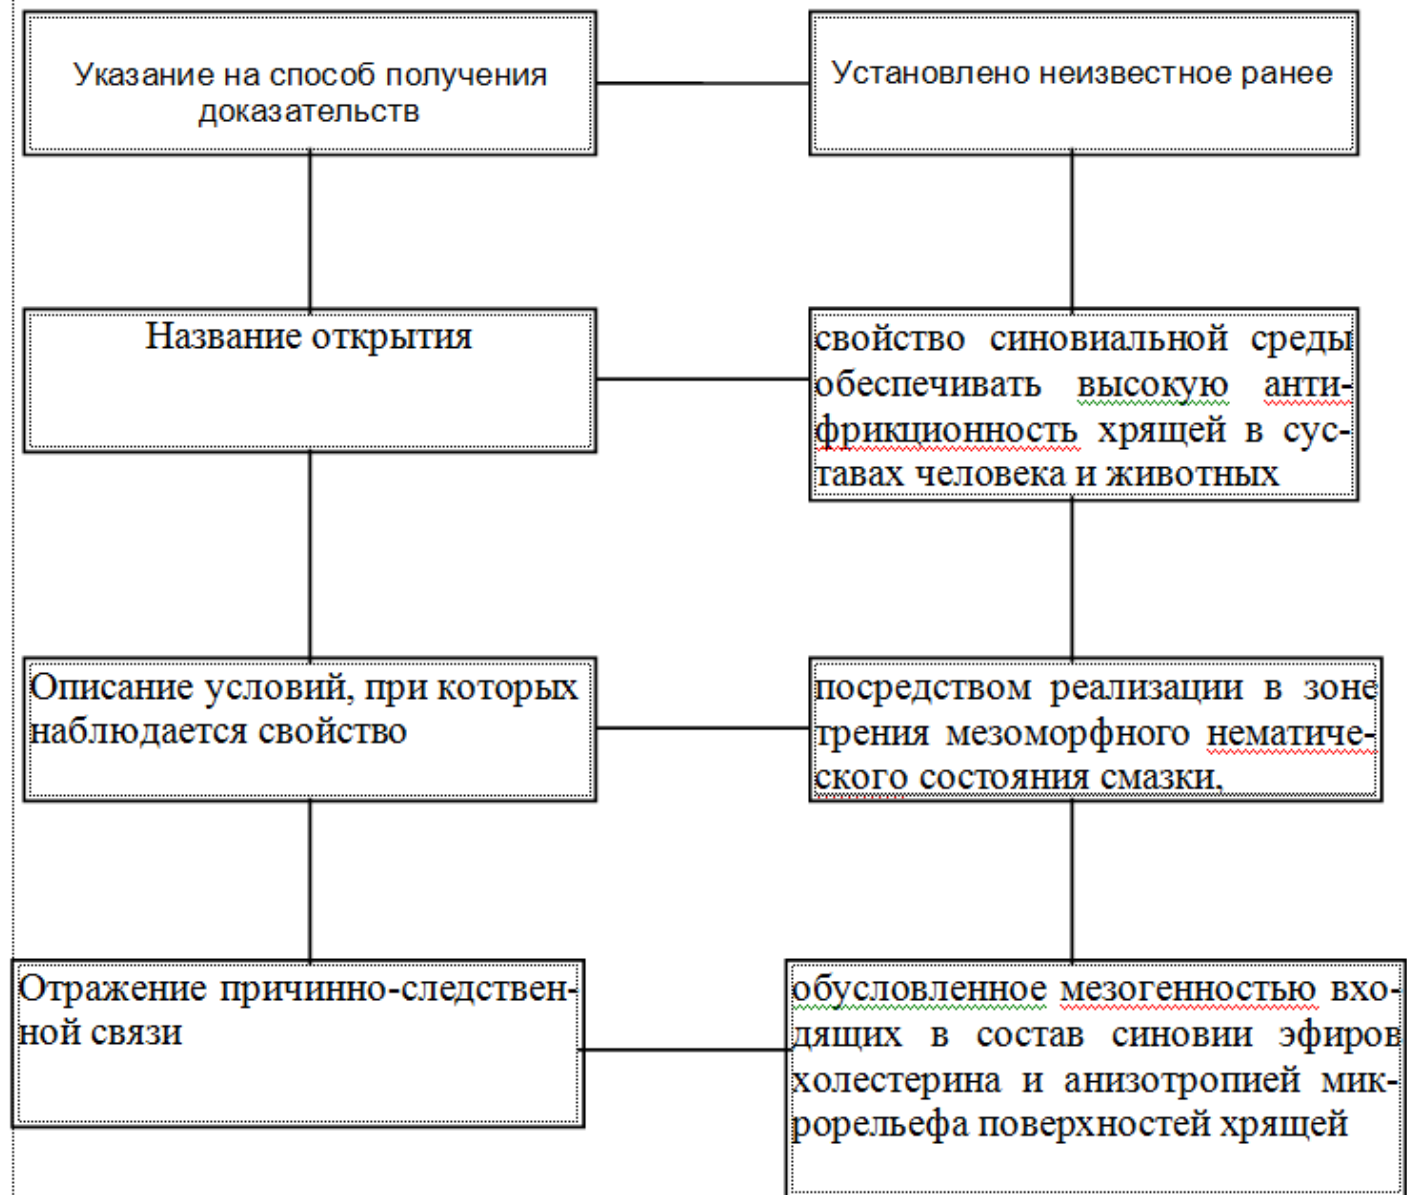 Указание на способ получения
доказательств
Установлено неизвестное ранее
Название открытия
свойство синовиальной среды
обеспечивать высокую анти-
фрикционность хрящей в сус-
тавах человека и животных
Описание условий, при которых
наблюдается свойство
посредством реализации в зоне
трения мезоморфного нематиче-
ского состояния смазки,
Отражение причинно-следствен-
ной связи
обусловленное мезогенностью вхо-
дящих в состав синовии эфиров
холестерина и анизотропией мик-
рорельефа поверхностей хрящей